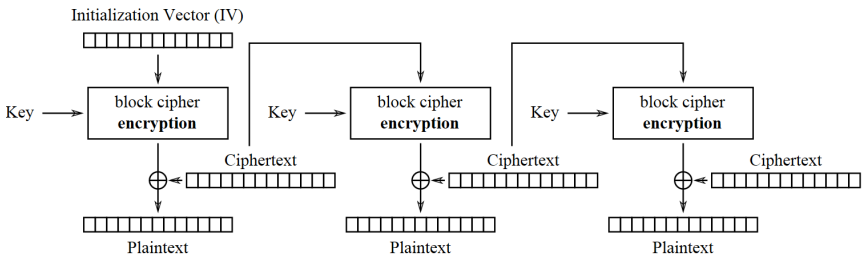 Initialization Vector (IV)
Key
block cipher
encryption
Key
block cipher
encryption
Key
block cipher
encryption
Ciphertext
Ciphertext
Ciphertext
Plaintext
Plaintext
Plaintext